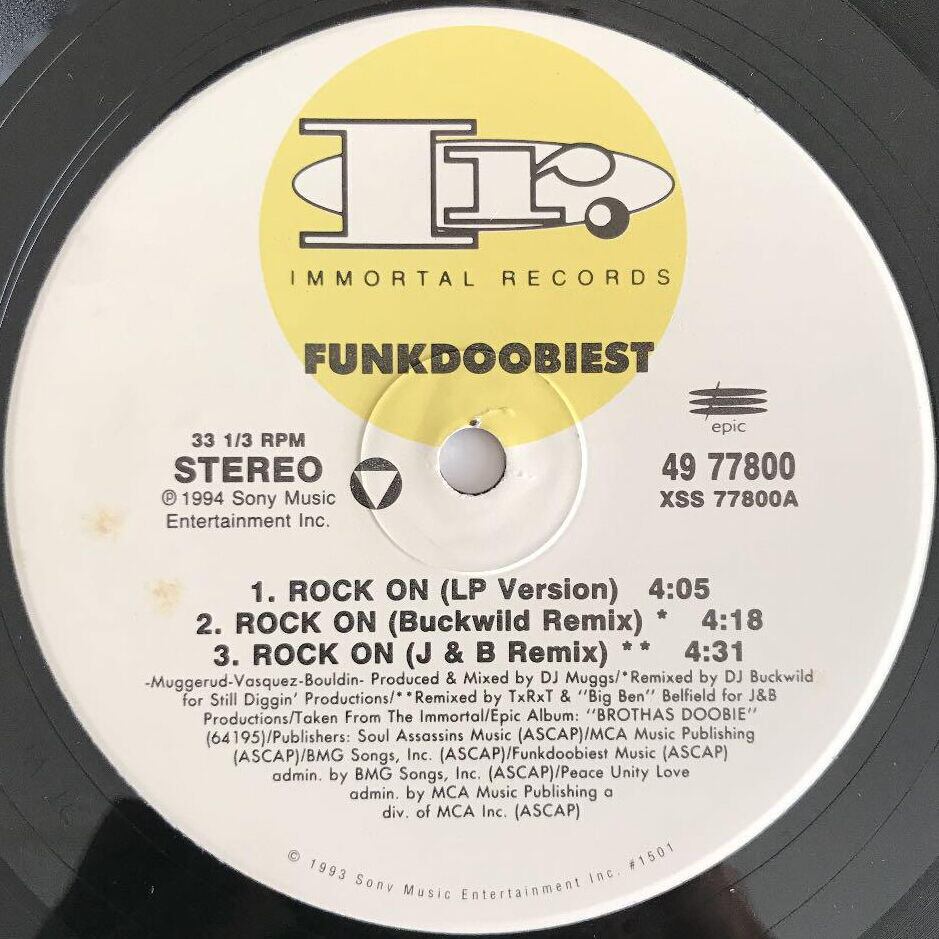 Ir.
IMMORTAL RECORDS
FUNKDOOBIEST
epic
33 1/3 RPM
STEREO
℗ 1994 Sony Music
Entertainment Inc.
49 77800
XSS 77800A
1. ROCK ON (LP Version) 4:05
2. ROCK ON (Buckwild Remix) * 4:18
3. ROCK ON (J & B Remix) ** 4:31
-Muggerud-Vasquez-Bouldin- Produced & Mixed by DJ Muggs/*Remixed by DJ Buckwild
for Still Diggin' Productions/**Remixed by TxRxT & "Big Ben" Belfield for J&B
Productions/Taken From The Immortal/Epic Album: "BROTHAS DOOBIE"
(64195)/Publishers: Soul Assassins Music (ASCAP)/MCA Music Publishing
(ASCAP)/BMG Songs, Inc. (ASCAP)/Funkdoobiest Music (ASCAP)
admin. by BMG Songs, Inc. (ASCAP)/Peace Unity Love
admin. by MCA Music Publishing a
div. of MCA Inc. (ASCAP)
© 1993 Sony Music Entertainment Inc. #1501